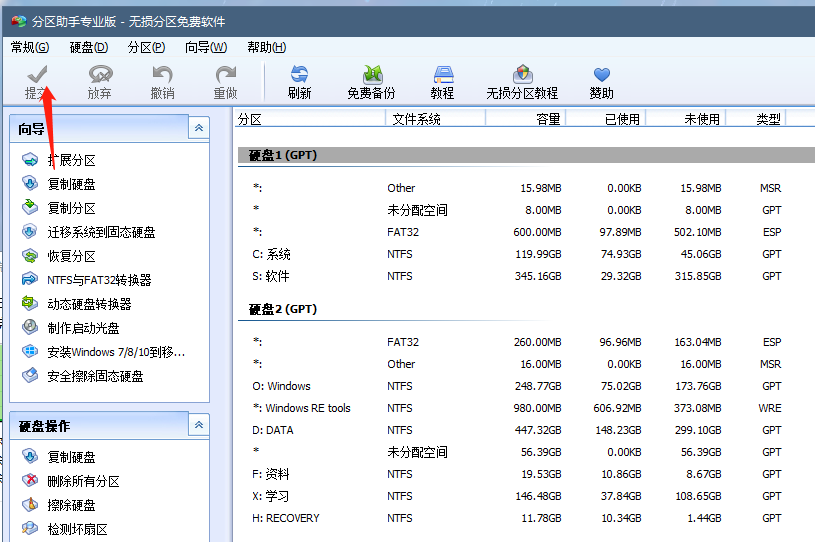 分区助手专业版 - 无损分区免费软件
常规(G) 硬盘(D) 分区(P) 向导(W) 帮助(H)
提交 放弃 撤销 重做 刷新 免费备份 教程 无损分区教程 赞助
向导
扩展分区
复制硬盘
复制分区
迁移系统到固态硬盘
恢复分区
NTFS与FAT32转换器
动态硬盘转换器
制作启动光盘
安装Windows 7/8/10到移...
安全擦除固态硬盘
硬盘操作
复制硬盘
删除所有分区
擦除硬盘
检测坏扇区
分区 文件系统 容量 已使用 未使用 类型
硬盘1 (GPT)
*: Other 15.98MB 0.00KB 15.98MB MSR
* 未分配空间 8.00MB 0.00KB 8.00MB GPT
*: FAT32 600.00MB 97.89MB 502.10MB ESP
C: 系统 NTFS 119.99GB 74.93GB 45.06GB GPT
S: 软件 NTFS 345.16GB 29.32GB 315.85GB GPT
硬盘2 (GPT)
*: FAT32 260.00MB 96.96MB 163.04MB ESP
*: Other 16.00MB 0.00KB 16.00MB MSR
O: Windows NTFS 248.77GB 75.02GB 173.76GB GPT
*: Windows RE tools NTFS 980.00MB 606.92MB 373.08MB WRE
D: DATA NTFS 447.32GB 148.23GB 299.10GB GPT
* 未分配空间 56.39GB 0.00KB 56.39GB GPT
F: 资料 NTFS 19.53GB 10.86GB 8.67GB GPT
X: 学习 NTFS 146.48GB 37.84GB 108.65GB GPT
H: RECOVERY NTFS 11.78GB 10.34GB 1.44GB GPT